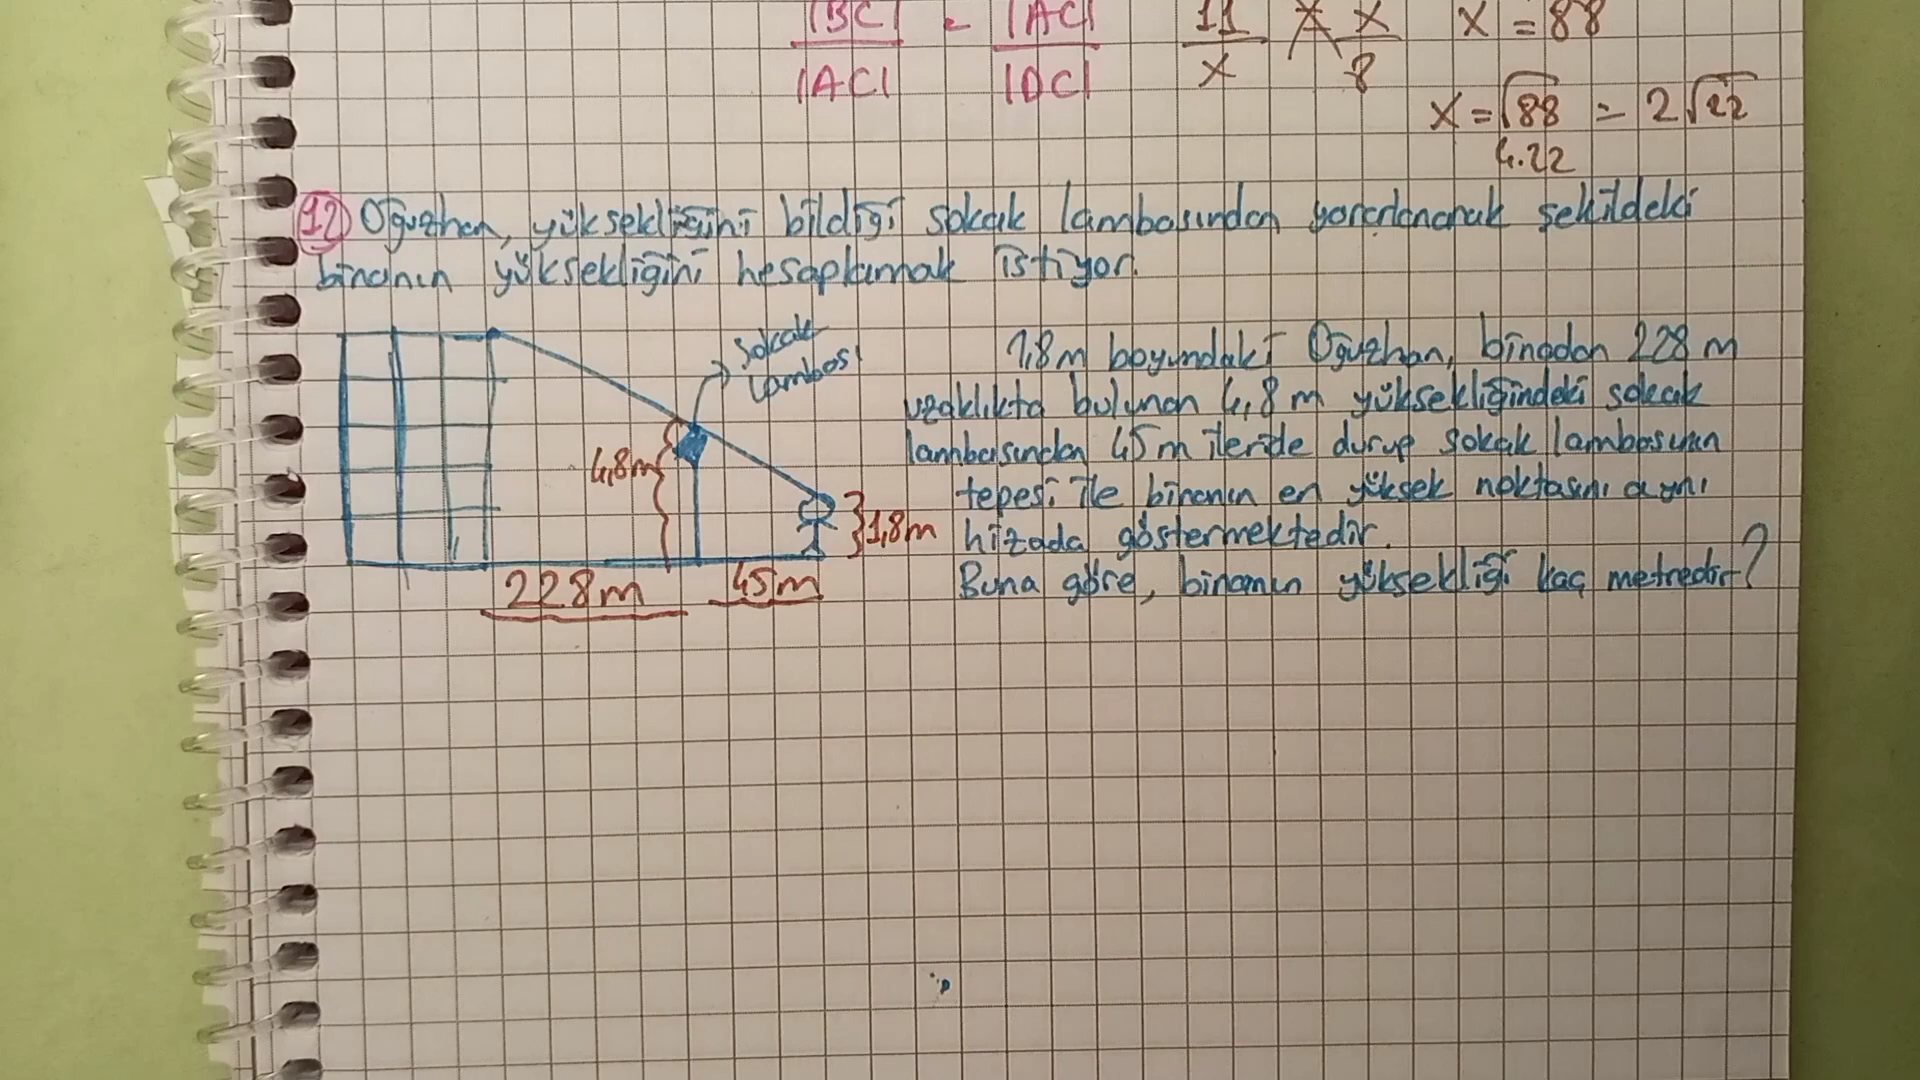 |BC| = |AC| 11 x x = 88
|AC| |DC| x 8
x = √88 = 2√22
4.22
12) Oğuzhan, yüksekliğini bildiği sokak lambasından yararlanarak şekildeki
binanın yüksekliğini hesaplamak istiyor.
sokak
lambası
1,8m boyundaki Oğuzhan, binadan 228 m
uzaklıkta bulunan 4,8 m yüksekliğindeki sokak
lambasından 45 m ileride durup sokak lambasının
tepesi ile binanın en yüksek noktasını aynı
hizada göstermektedir.
Buna göre, binanın yüksekliği kaç metredir?
4,8m
1,8m
228m 45m